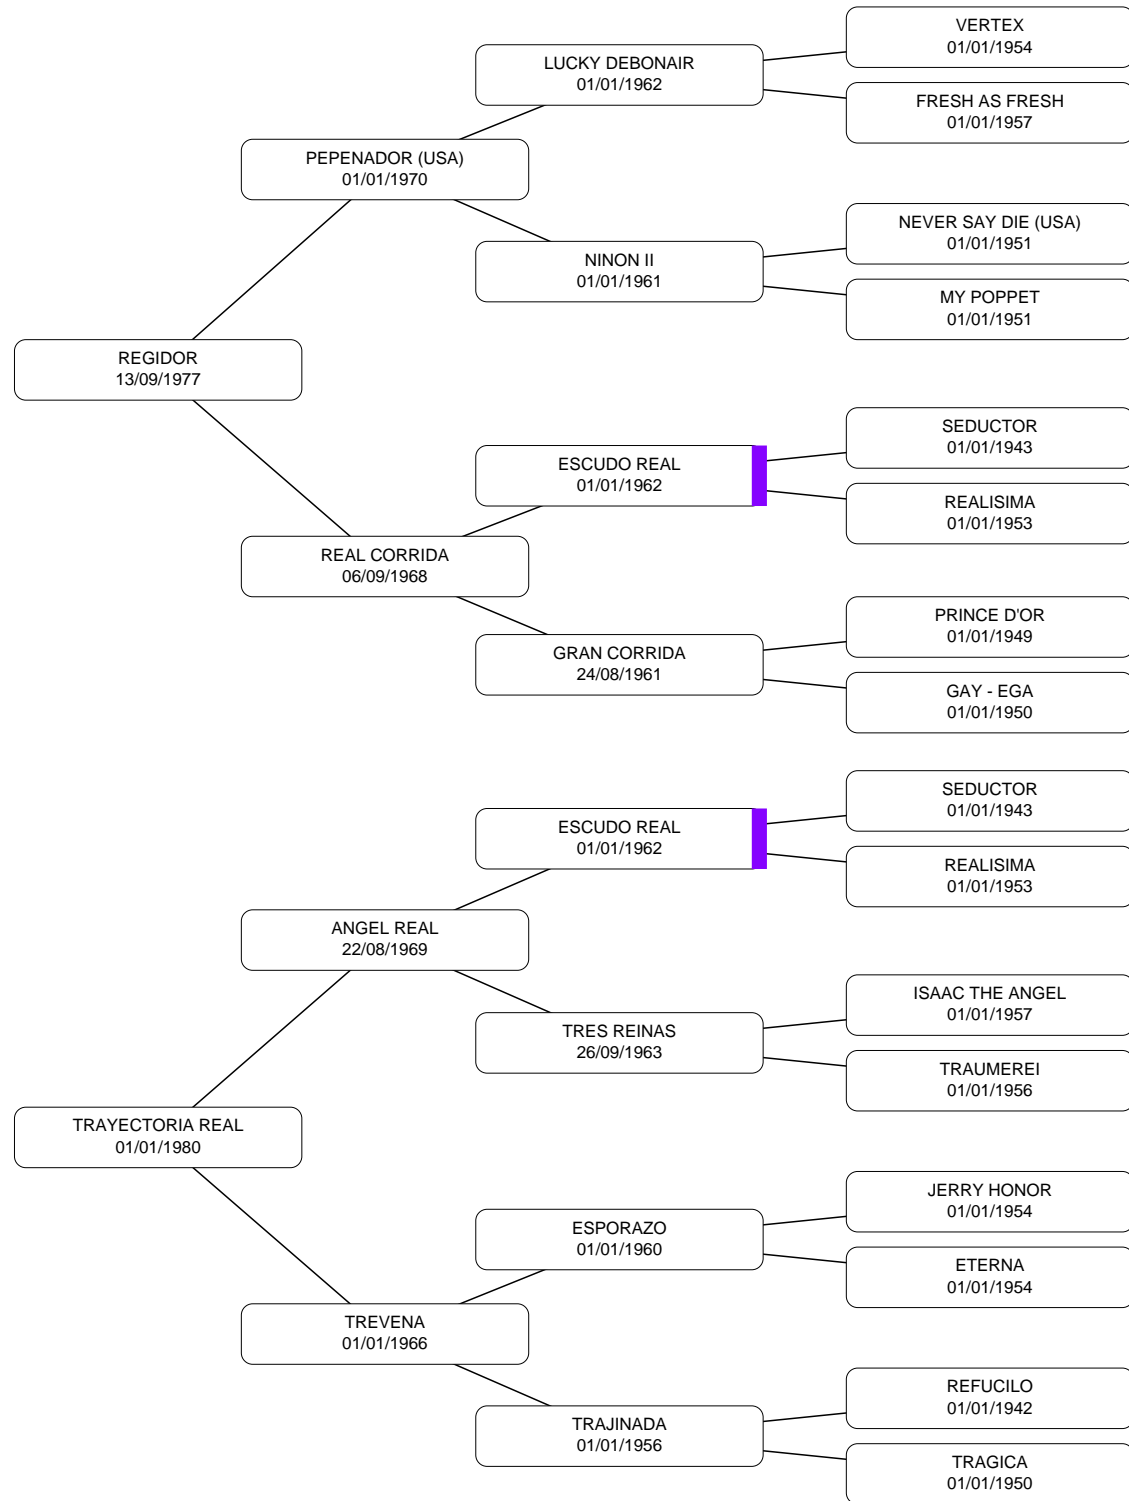 VERTEX
01/01/1954
LUCKY DEBONAIR
01/01/1962
FRESH AS FRESH
01/01/1957
PEPENADOR (USA)
01/01/1970
NEVER SAY DIE (USA)
01/01/1951
NINON II
01/01/1961
MY POPPET
01/01/1951
REGIDOR
13/09/1977
SEDUCTOR
01/01/1943
ESCUDO REAL
01/01/1962
REALISIMA
01/01/1953
REAL CORRIDA
06/09/1968
PRINCE D'OR
01/01/1949
GRAN CORRIDA
24/08/1961
GAY - EGA
01/01/1950
SEDUCTOR
01/01/1943
ESCUDO REAL
01/01/1962
REALISIMA
01/01/1953
ANGEL REAL
22/08/1969
ISAAC THE ANGEL
01/01/1957
TRES REINAS
26/09/1963
TRAUMEREI
01/01/1956
TRAYECTORIA REAL
01/01/1980
JERRY HONOR
01/01/1954
ESPORAZO
01/01/1960
ETERNA
01/01/1954
TREVENA
01/01/1966
REFUCILO
01/01/1942
TRAJINADA
01/01/1956
TRAGICA
01/01/1950